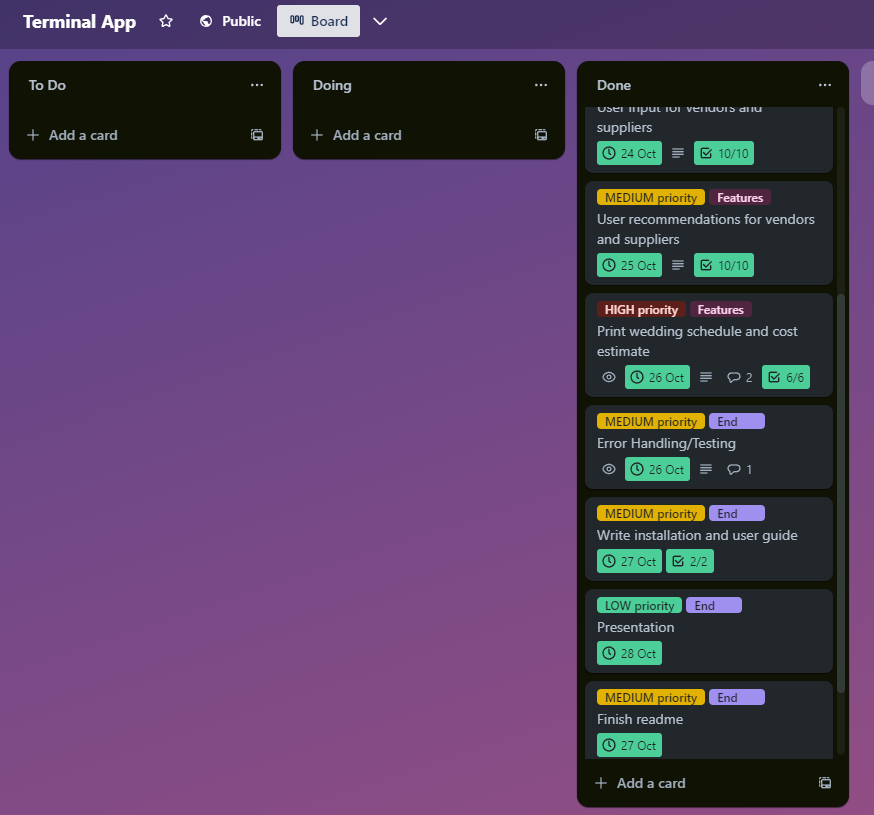 Terminal App Public Board
To Do
Add a card
Doing
Add a card
Done
User input for vendors and
suppliers
24 Oct 10/10
MEDIUM priority Features
User recommendations for vendors
and suppliers
25 Oct 10/10
HIGH priority Features
Print wedding schedule and cost
estimate
26 Oct 2 6/6
MEDIUM priority End
Error Handling/Testing
26 Oct 1
MEDIUM priority End
Write installation and user guide
27 Oct 2/2
LOW priority End
Presentation
28 Oct
MEDIUM priority End
Finish readme
27 Oct
Add a card